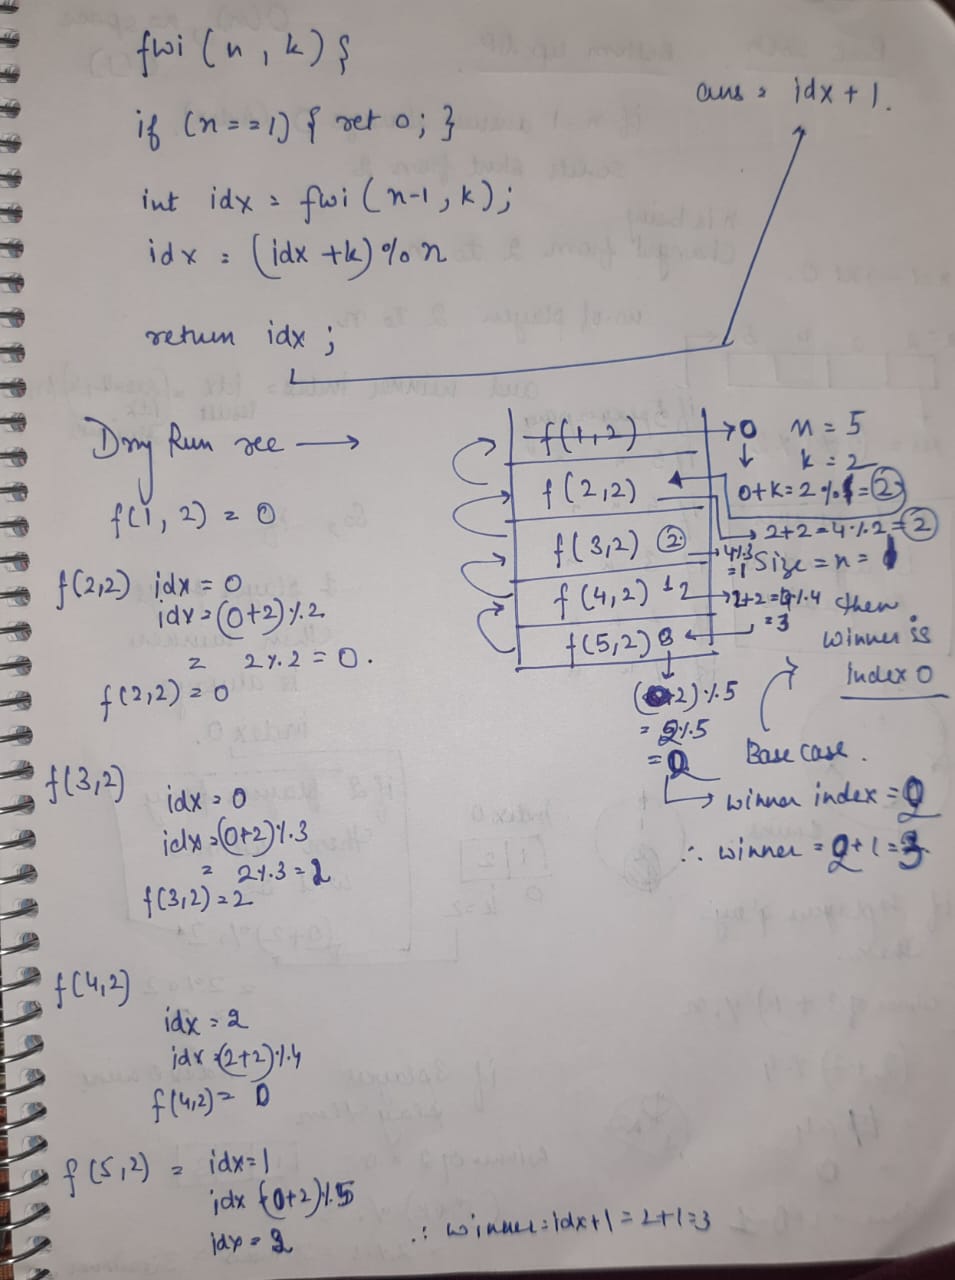 fwi (n, k) {
ans = idx + 1.
if (n == 1) { ret 0; }
int idx = fwi (n-1, k);
idx = (idx + k) % n
return idx ;
Dry Run see →
f(1, 2) = 0
f(2,2) idx = 0
idx = (0+2) % 2
= 2 % 2 = 0.
f(2,2) = 0
f(3,2) idx = 0
idx = (0+2) % 3
= 2 % 3 = 2
f(3,2) = 2
f(4,2)
idx = 2
idx = (2+2) % 4
f(4,2) = 0
f(5,2) = idx = 1
idx (0+2) % 5
idx = 2
∴ winner = idx+1 = 2+1 = 3
f(1,2) → 0 n = 5
k = 2
f(2,2) 0+k = 2 % = 2
2+2 = 4 % 2 = 2
f(3,2) 2 → 4 % 3 = 1
Size = n =
f(4,2) 2 → 2+2 = % 4 = 3
then
winner is
index 0
f(5,2)
( +2) % 5
= 2 % 5
= 2
Base case.
→ winner index = 2
∴ winner = 2+1 = 3